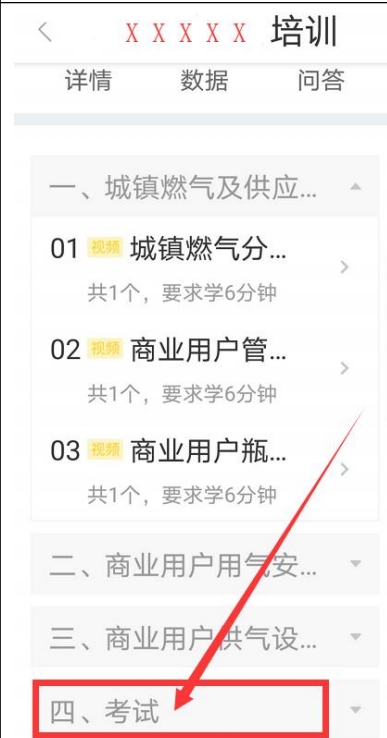 X X X X X 培训
详情 数据 问答
一、城镇燃气及供应...
01 视频 城镇燃气分...
共1个，要求学6分钟
02 视频 商业用户管...
共1个，要求学6分钟
03 视频 商业用户瓶...
共1个，要求学6分钟
二、商业用户用气安...
三、商业用户供气设...
四、考试